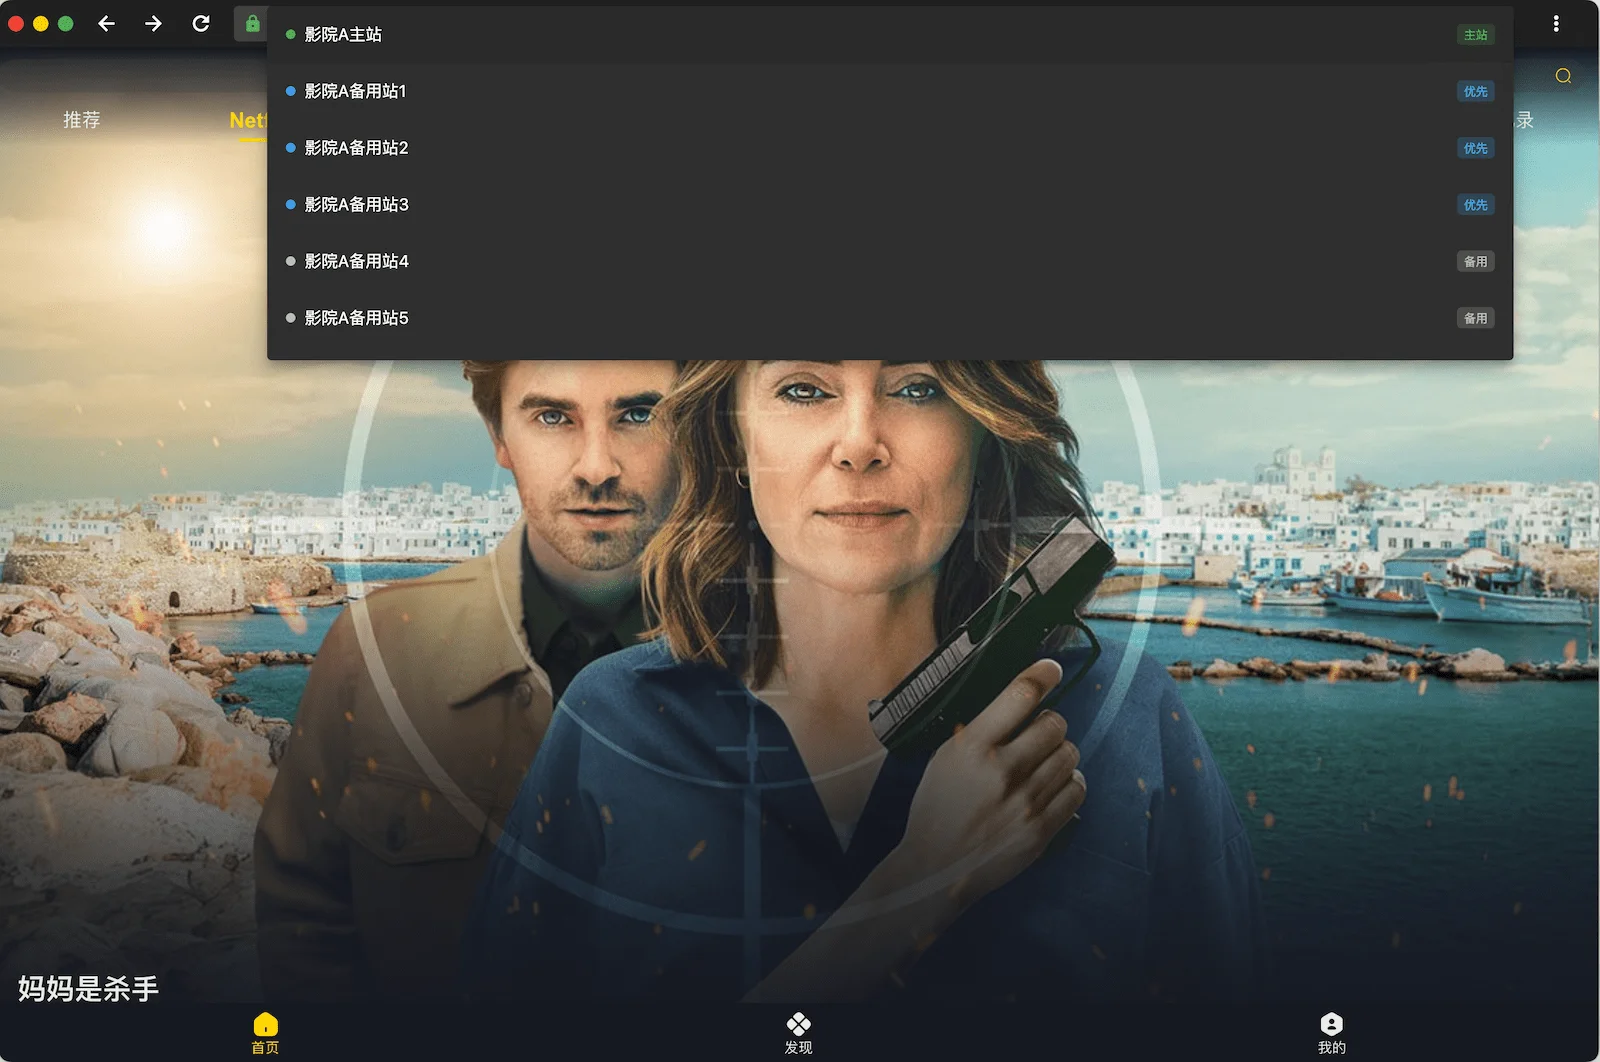 影院A主站
主站
影院A备用站1
优先
推荐
Netf
录
影院A备用站2
优先
影院A备用站3
优先
影院A备用站4
备用
影院A备用站5
备用
妈妈是杀手
首页
发现
我的